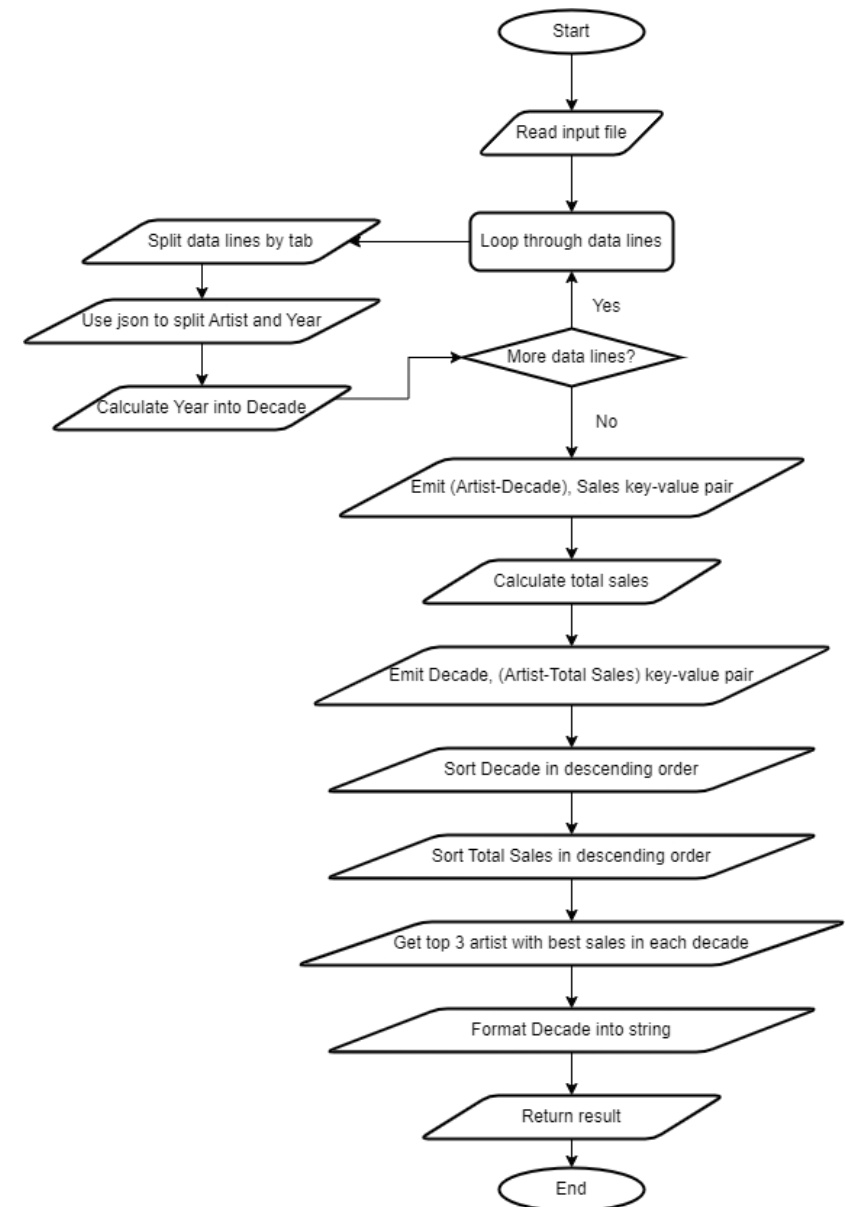 Start
Read input file
Loop through data lines
Split data lines by tab
Use json to split Artist and Year
Calculate Year into Decade
Yes
More data lines?
No
Emit (Artist-Decade), Sales key-value pair
Calculate total sales
Emit Decade, (Artist-Total Sales) key-value pair
Sort Decade in descending order
Sort Total Sales in descending order
Get top 3 artist with best sales in each decade
Format Decade into string
Return result
End